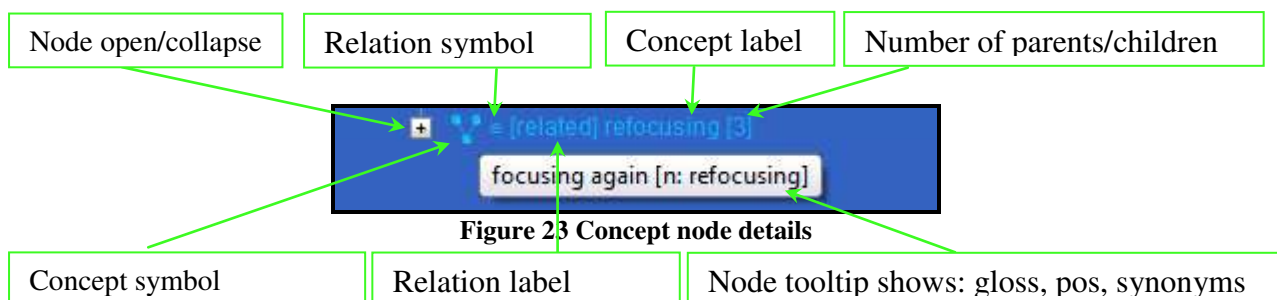 Node open/collapse
Relation symbol
Concept label
Number of parents/children
+ ≡ [related] refocusing [3]
focusing again [n: refocusing]
Figure 23 Concept node details
Concept symbol
Relation label
Node tooltip shows: gloss, pos, synonyms